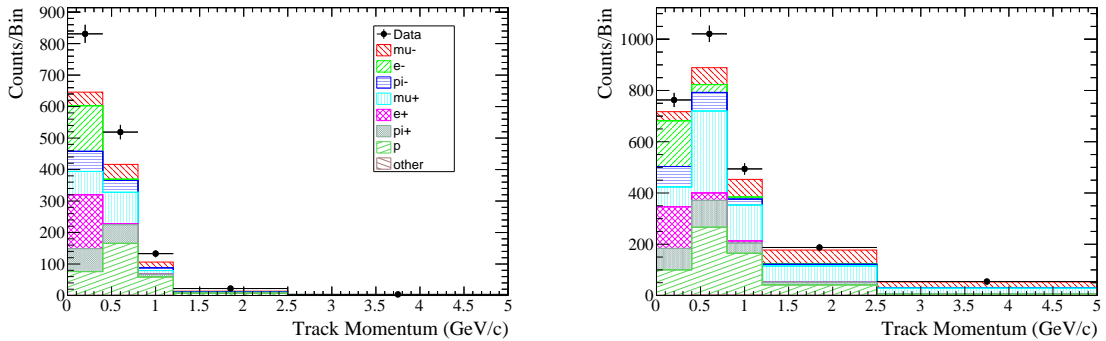 Counts/Bin
900
800
700
600
500
400
300
200
100
0
0 0.5 1 1.5 2 2.5 3 3.5 4 4.5 5
Track Momentum (GeV/c)
Data
mu-
e-
pi-
mu+
e+
pi+
p
other
Counts/Bin
1000
800
600
400
200
0
0 0.5 1 1.5 2 2.5 3 3.5 4 4.5 5
Track Momentum (GeV/c)